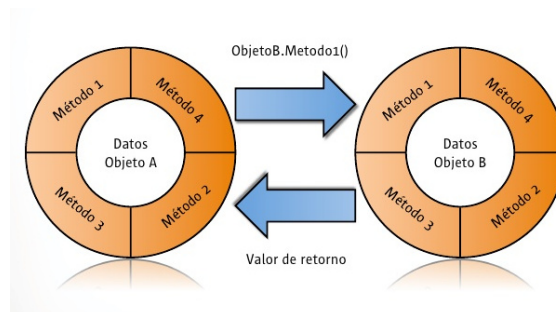 ObjetoB.Metodo1()
Método 1
Método 4
Datos
Objeto A
Método 3
Método 2
Método 1
Método 4
Datos
Objeto B
Método 3
Método 2
Valor de retorno